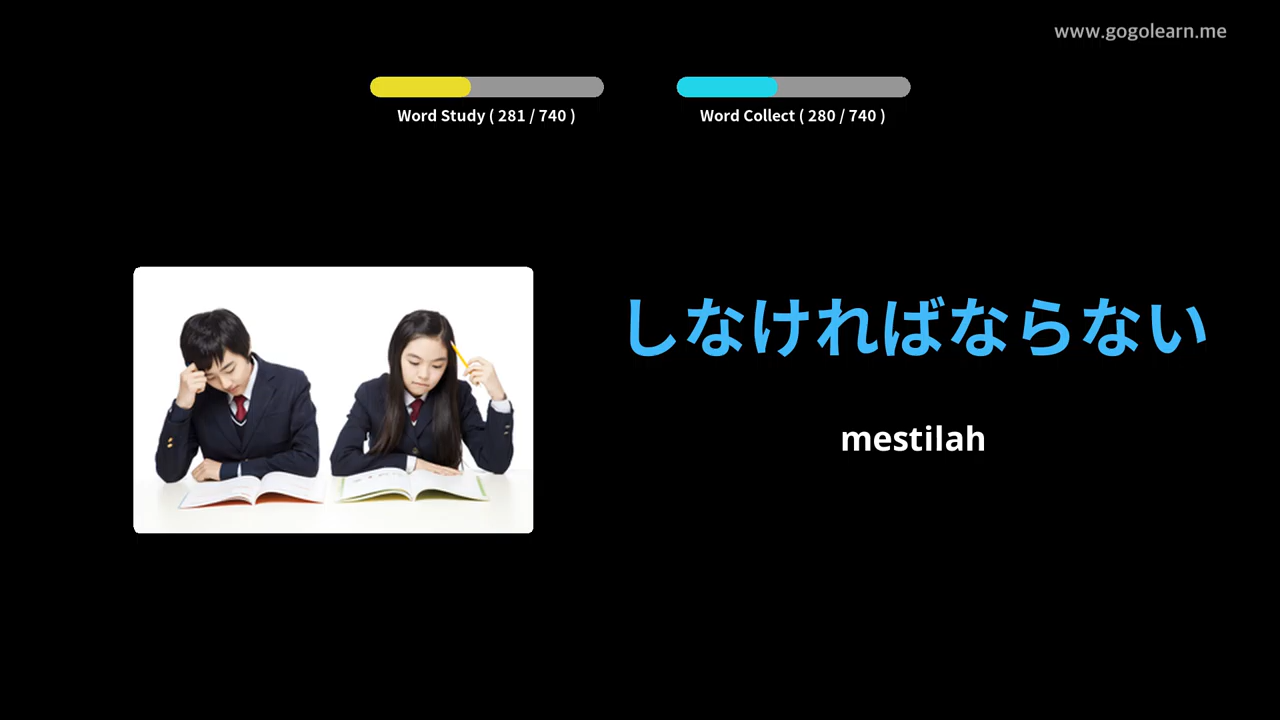 www.gogolearn.me
Word Study ( 281 / 740 )
Word Collect ( 280 / 740 )
しなければならない
mestilah